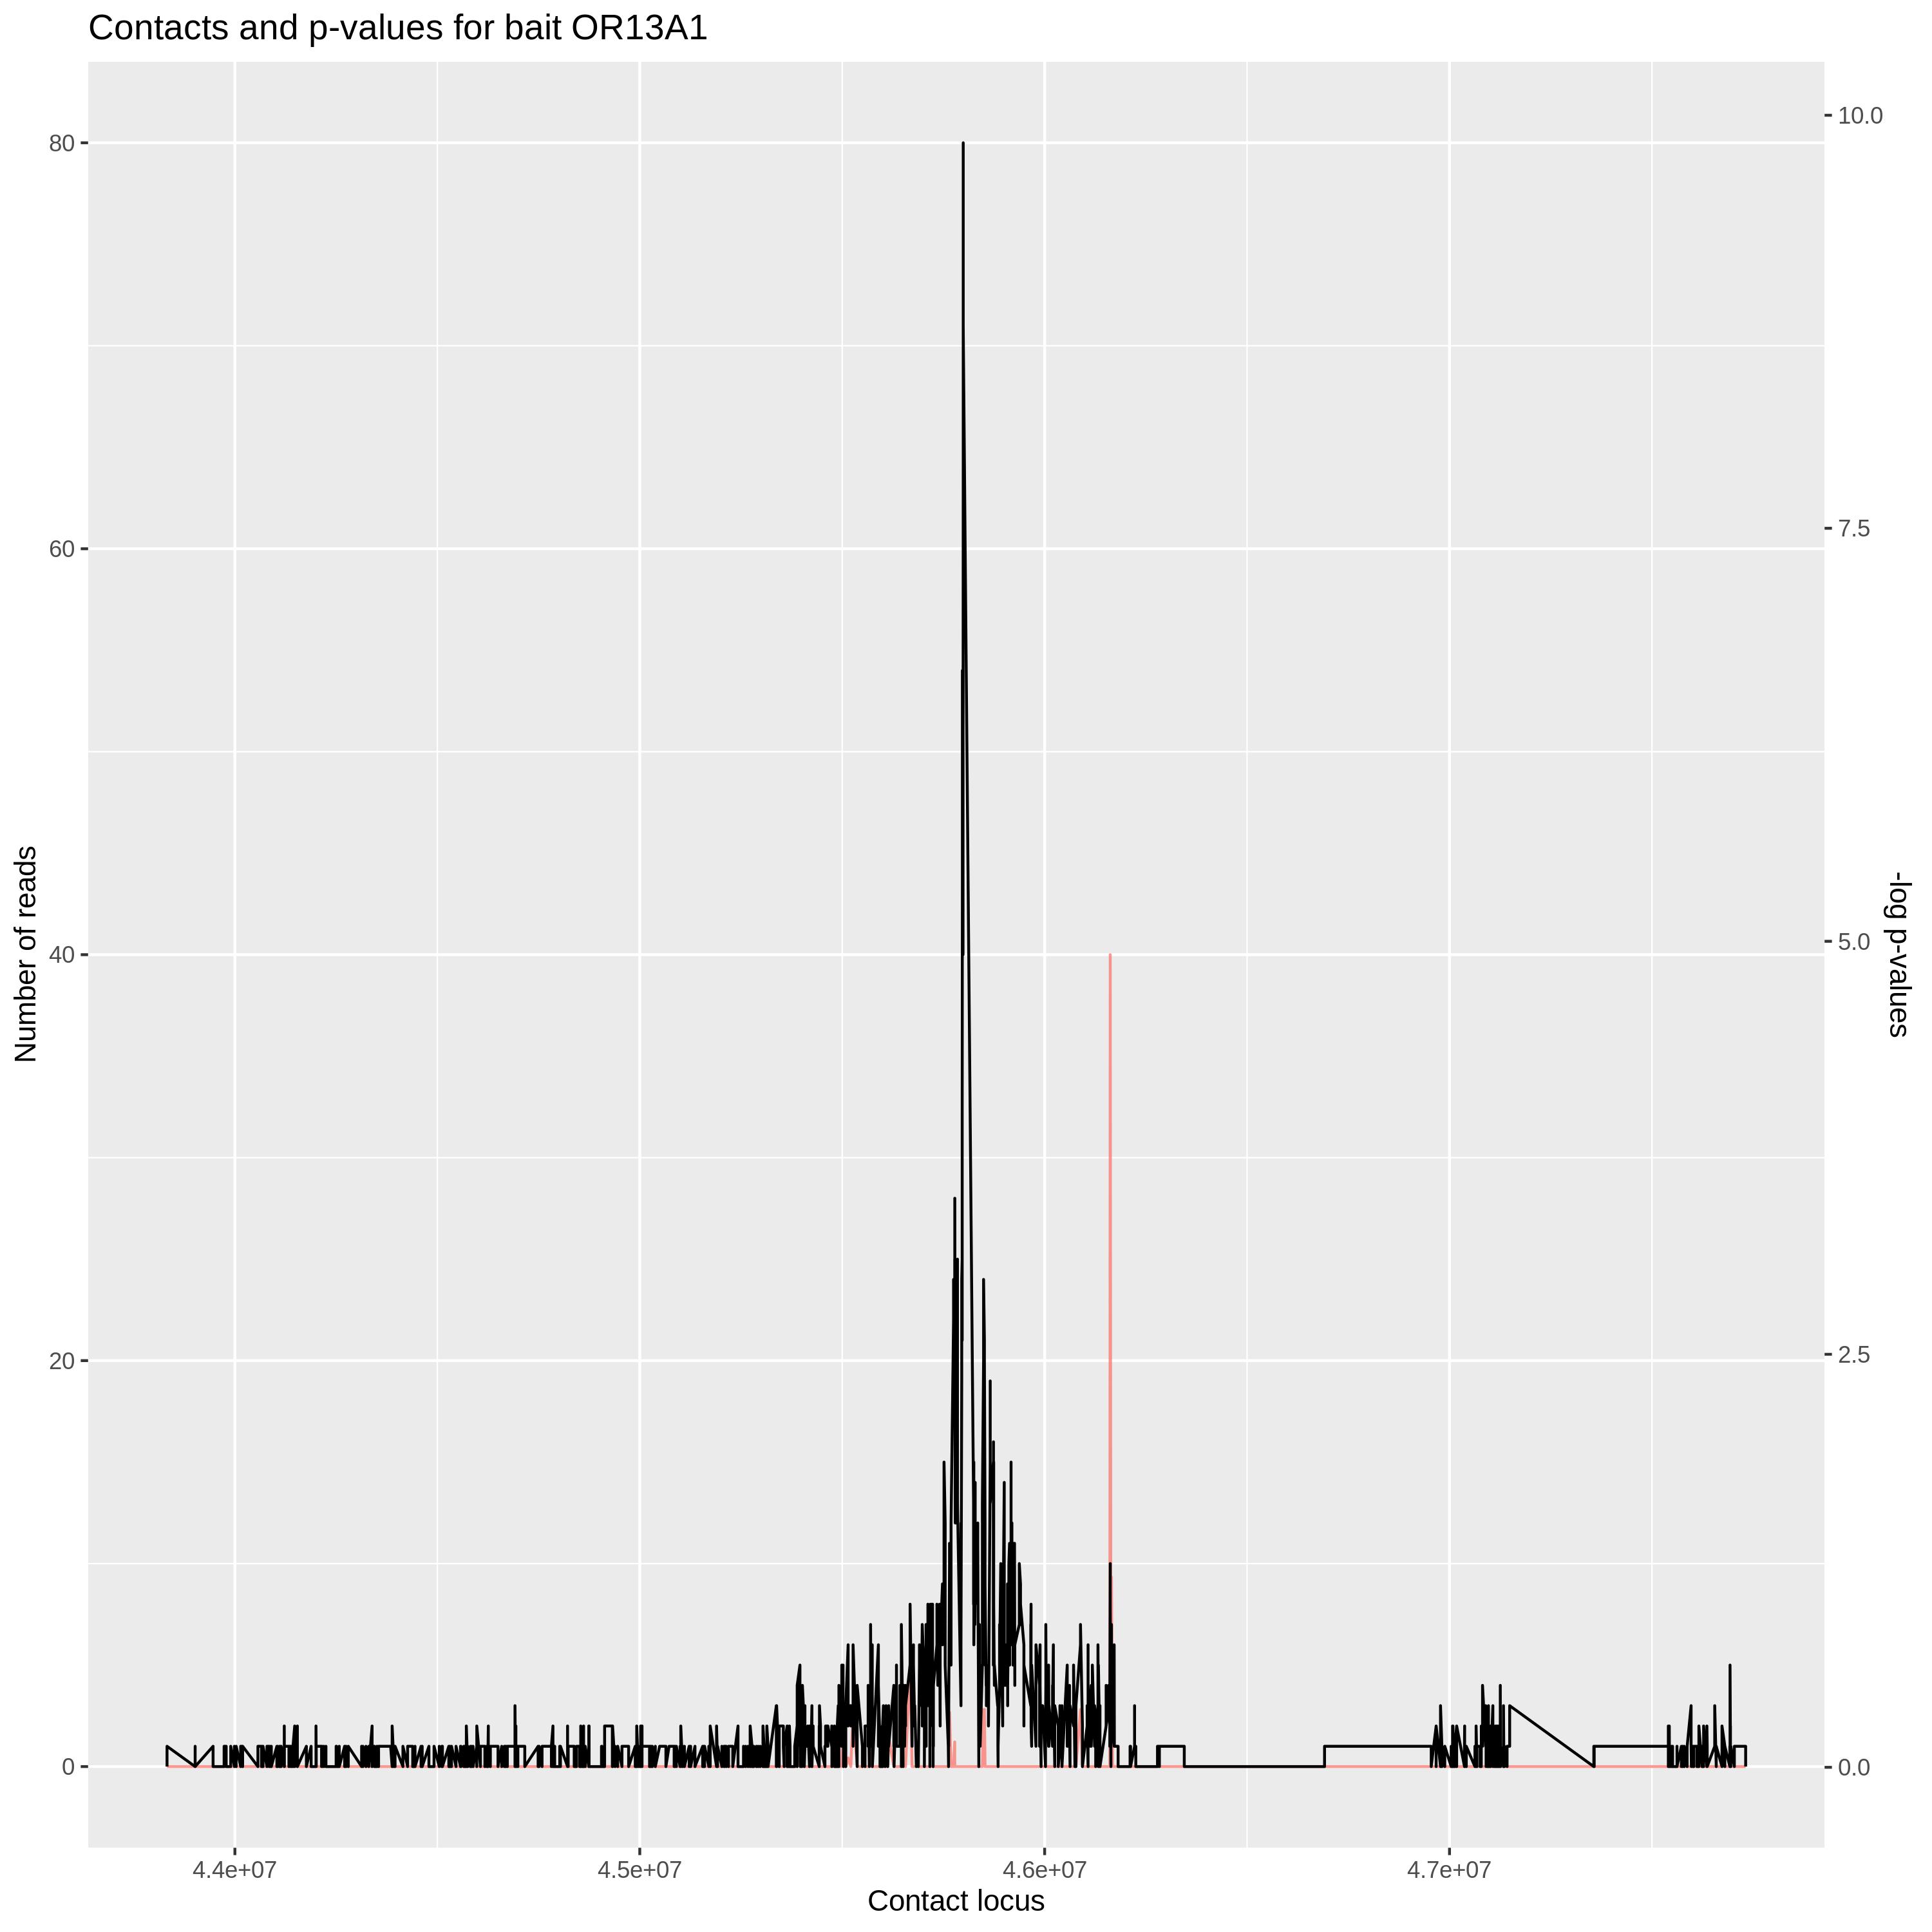 Contacts and p-values for bait OR13A1
80
60
40
20
0
10.0
7.5
5.0
2.5
0.0
Number of reads
-log p-values
4.4e+07 4.5e+07 4.6e+07 4.7e+07
Contact locus